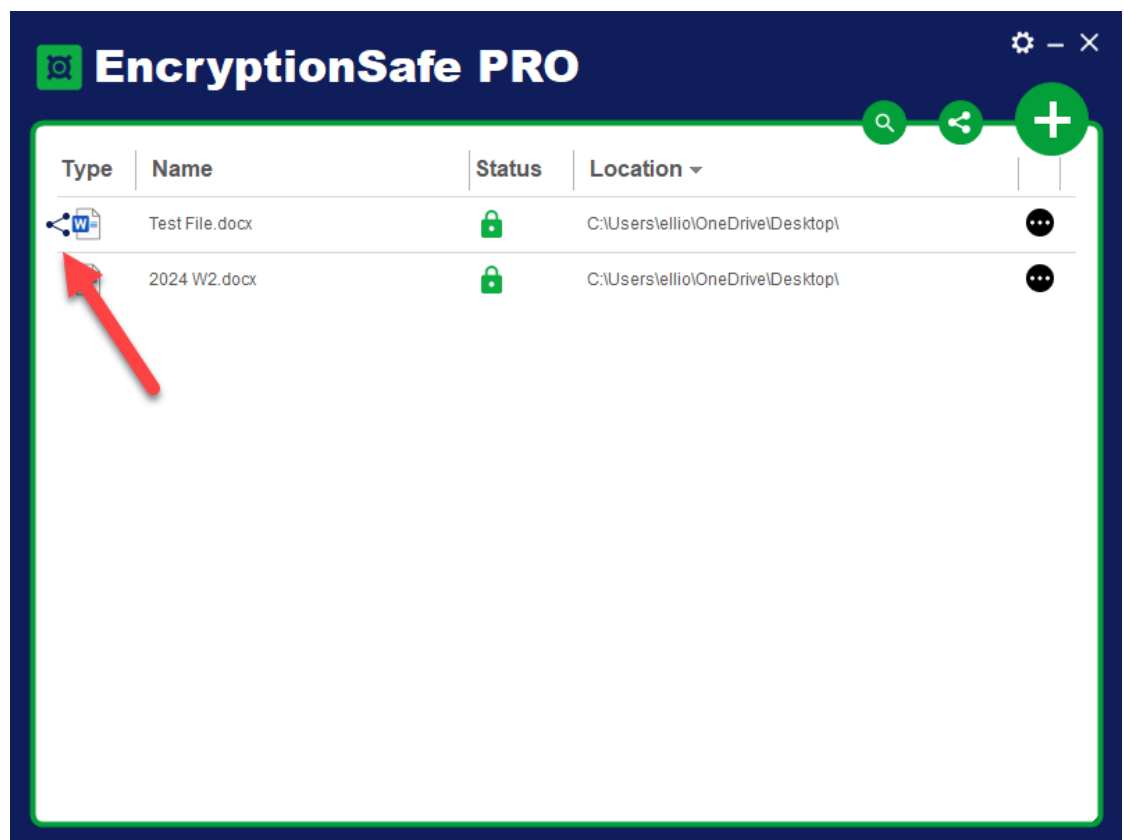 EncryptionSafe PRO
Type Name Status Location
Test File.docx C:\Users\ellio\OneDrive\Desktop\
2024 W2.docx C:\Users\ellio\OneDrive\Desktop\